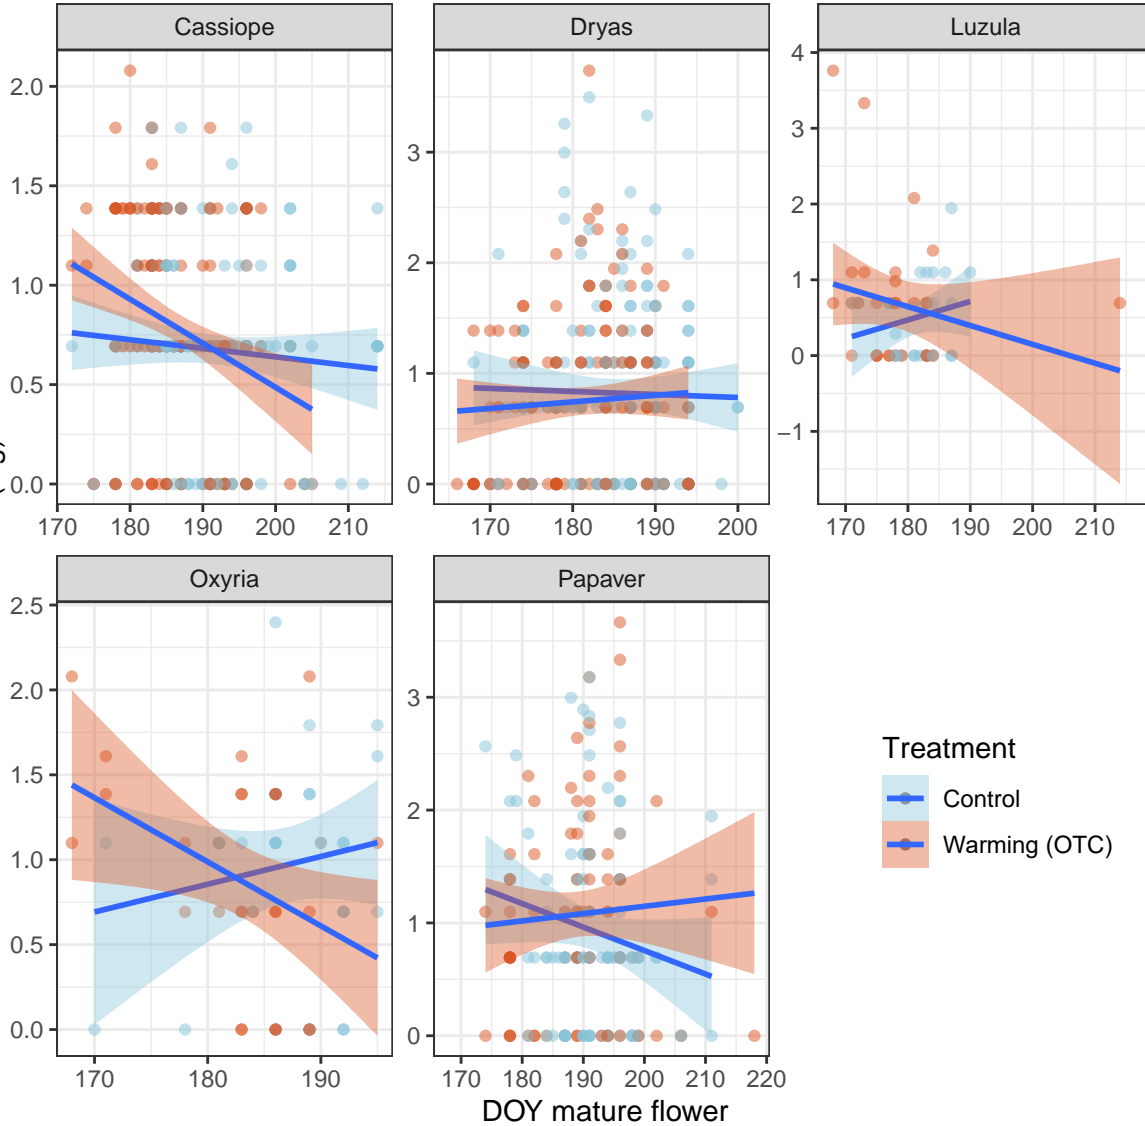 Cassiope
Dryas
Luzula
2.0
1.5
1.0
0.5
0.0
170 180 190 200 210
3
2
1
0
170 180 190 200
4
3
2
1
0
−1
170 180 190 200 210
Oxyria
Papaver
2.5
2.0
1.5
1.0
0.5
0.0
170 180 190
3
2
1
0
170 180 190 200 210 220
DOY mature flower
Treatment
Control
Warming (OTC)